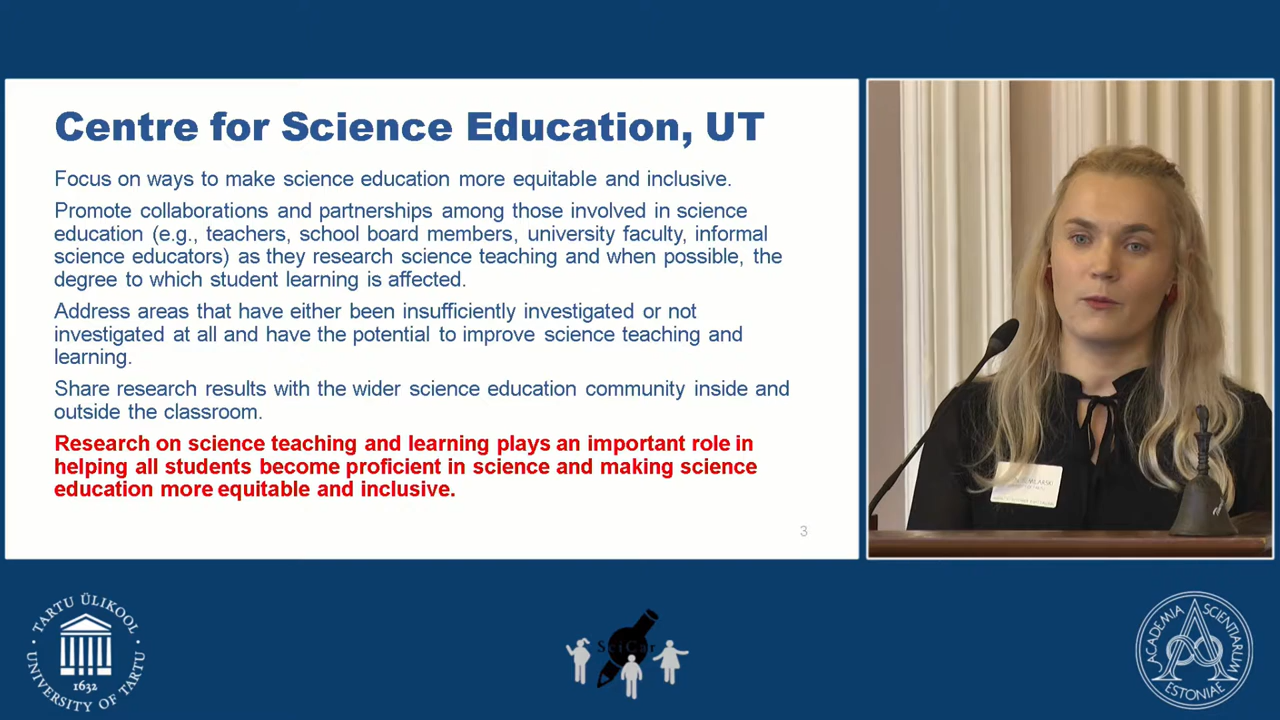 Centre for Science Education, UT
Focus on ways to make science education more equitable and inclusive.
Promote collaborations and partnerships among those involved in science
education (e.g., teachers, school board members, university faculty, informal
science educators) as they research science teaching and when possible, the
degree to which student learning is affected.
Address areas that have either been insufficiently investigated or not
investigated at all and have the potential to improve science teaching and
learning.
Share research results with the wider science education community inside and
outside the classroom.
Research on science teaching and learning plays an important role in
helping all students become proficient in science and making science
education more equitable and inclusive.
3
TARTU ÜLIKOOL
1632
UNIVERSITY OF TARTU
SciCar
ACADEMIA SCIENTIARUM
ESTONIAE